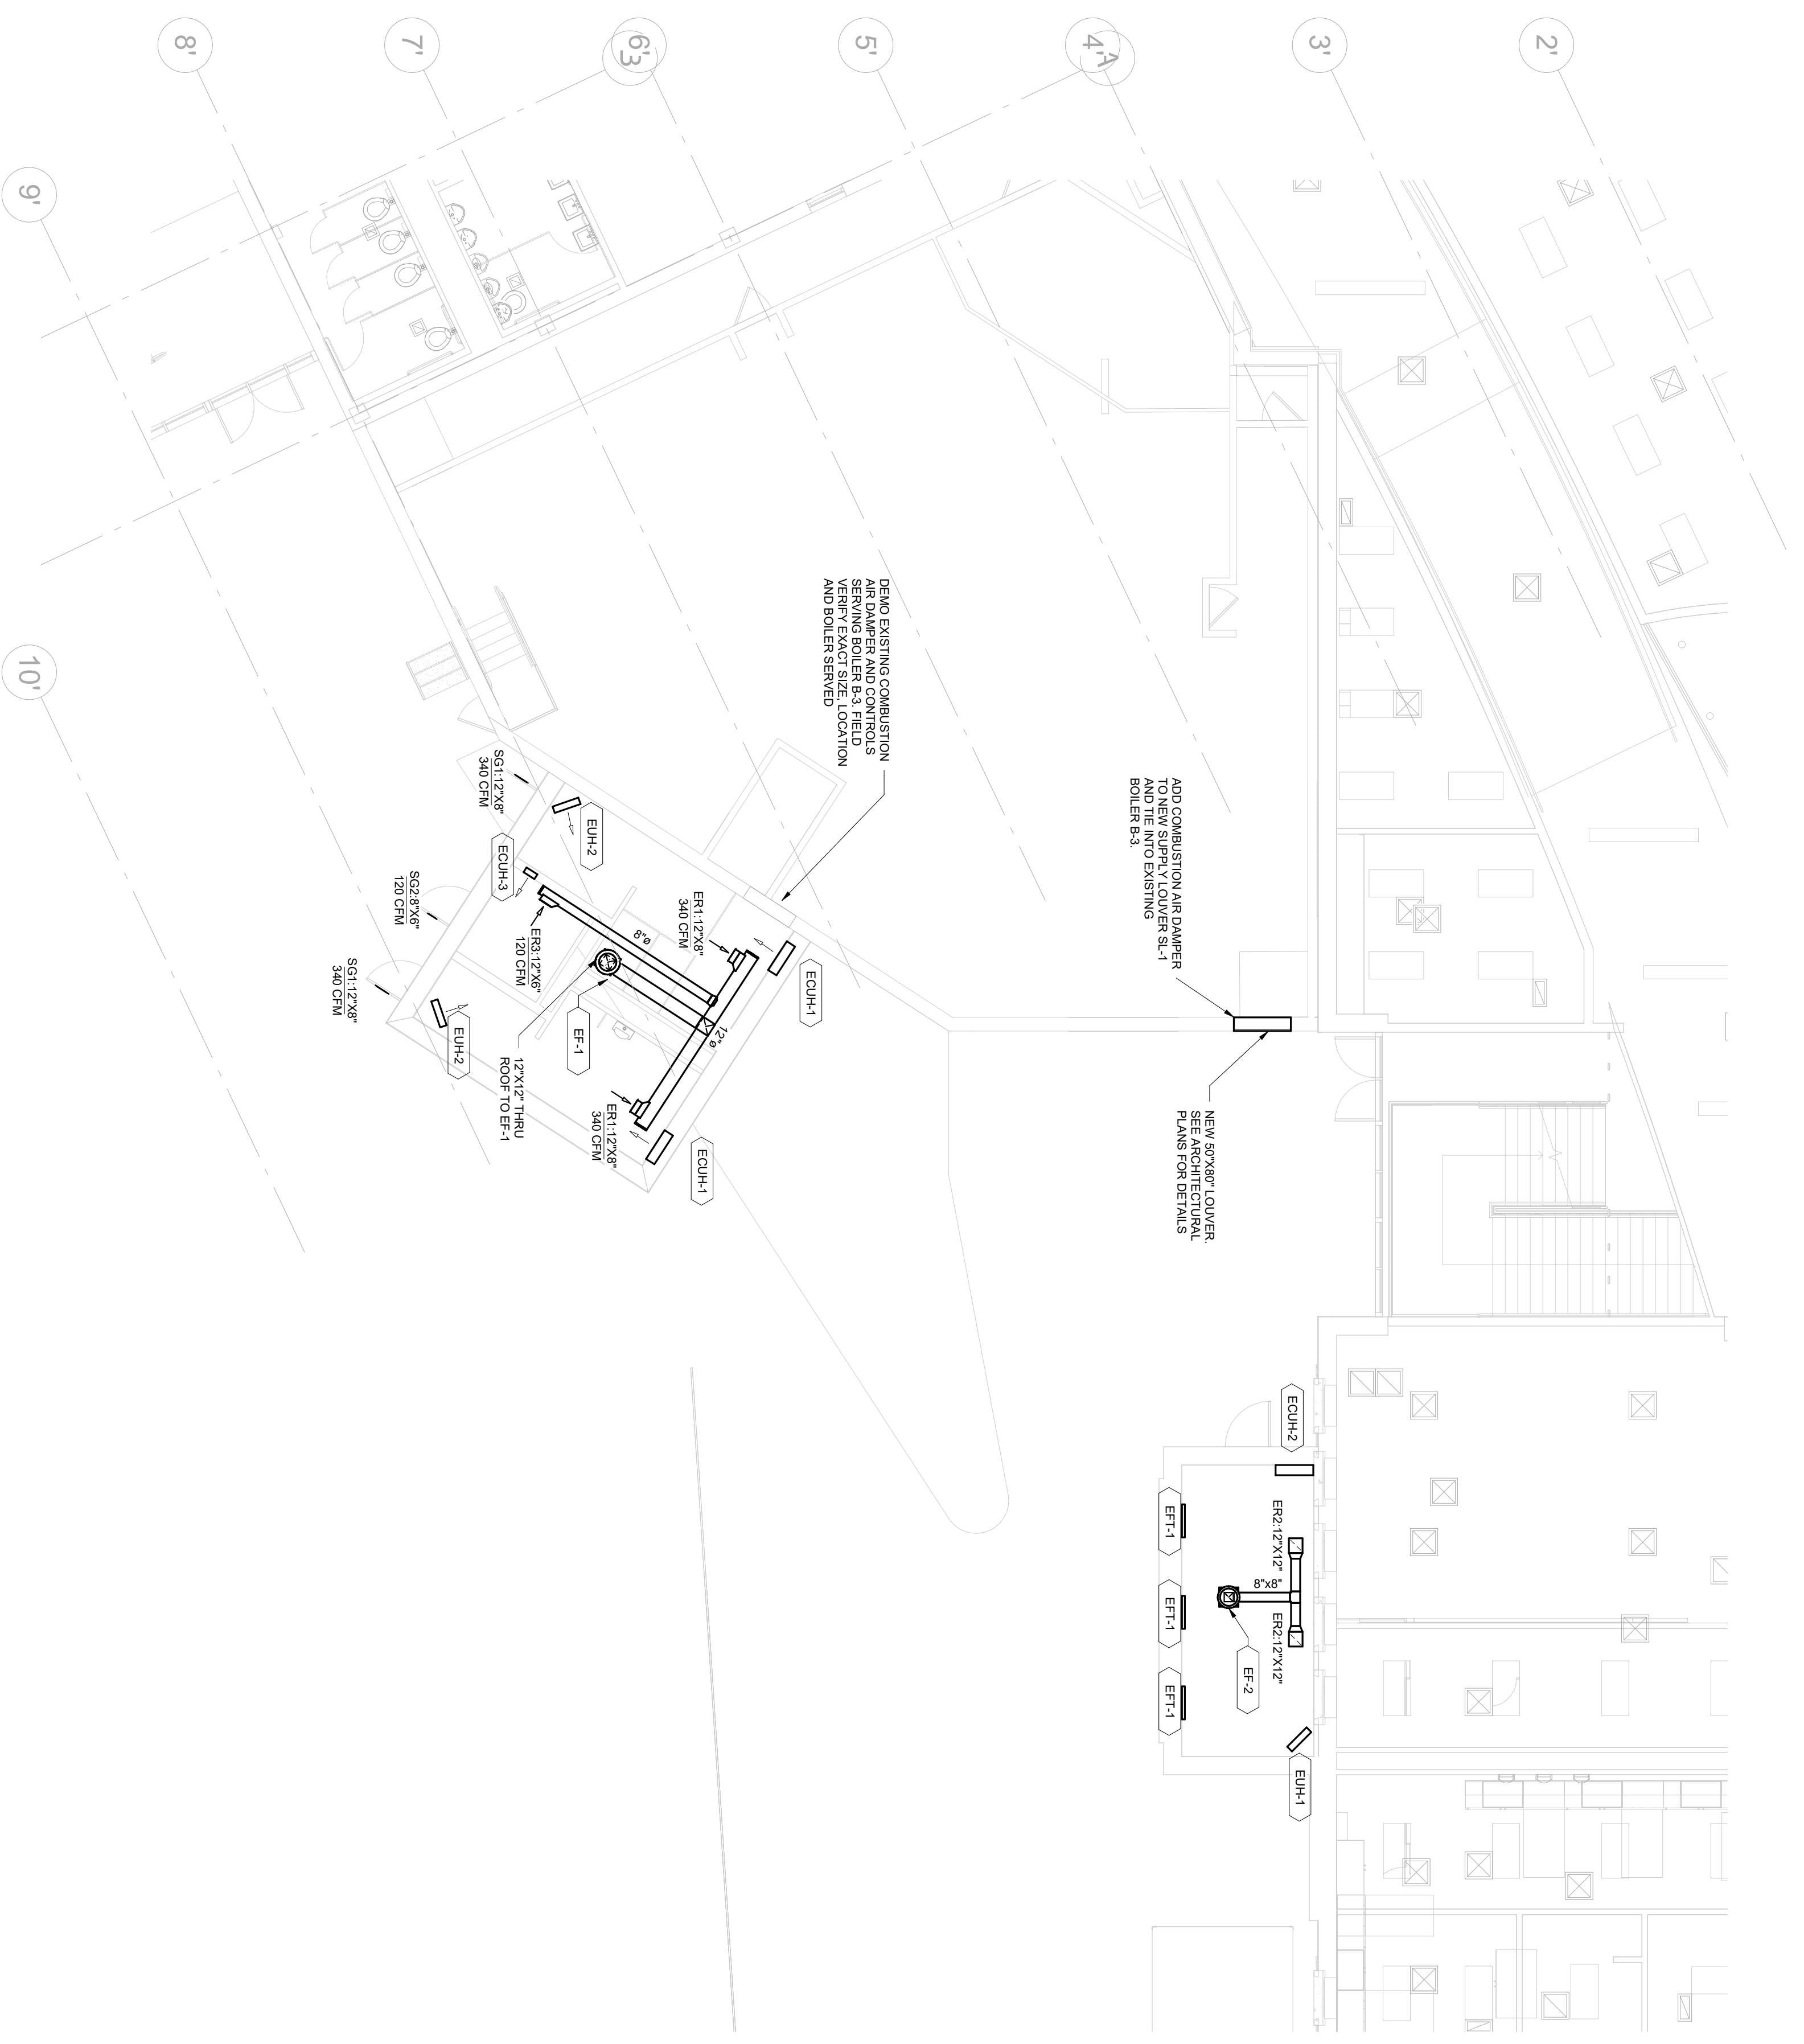 2'
3'
4'
A
5'
6'
3
7'
8'
9'
10'
DEMO EXISTING COMBUSTION
AIR DAMPER AND CONTROLS
SERVING BOILER B-3. FIELD
VERIFY EXACT SIZE, LOCATION
AND BOILER SERVED
ADD COMBUSTION AIR DAMPER
TO NEW SUPPLY LOUVER SL-1
AND TIE INTO EXISTING
BOILER B-3.
NEW 50"X80" LOUVER.
SEE ARCHITECTURAL
PLANS FOR DETAILS
SG1:12"X8"
340 CFM
EUH-2
ECUH-3
SG2:8"X6"
120 CFM
SG1:12"X8"
340 CFM
EUH-2
ER3:12"X6"
120 CFM
8"ø
ER1:12"X8"
340 CFM
ECUH-1
12"ø
EF-1
12"X12" THRU
ROOF TO EF-1
ER1:12"X8"
340 CFM
ECUH-1
ECUH-2
ER2:12"X12"
8"x8"
ER2:12"X12"
EF-2
EFT-1
EFT-1
EFT-1
EUH-1